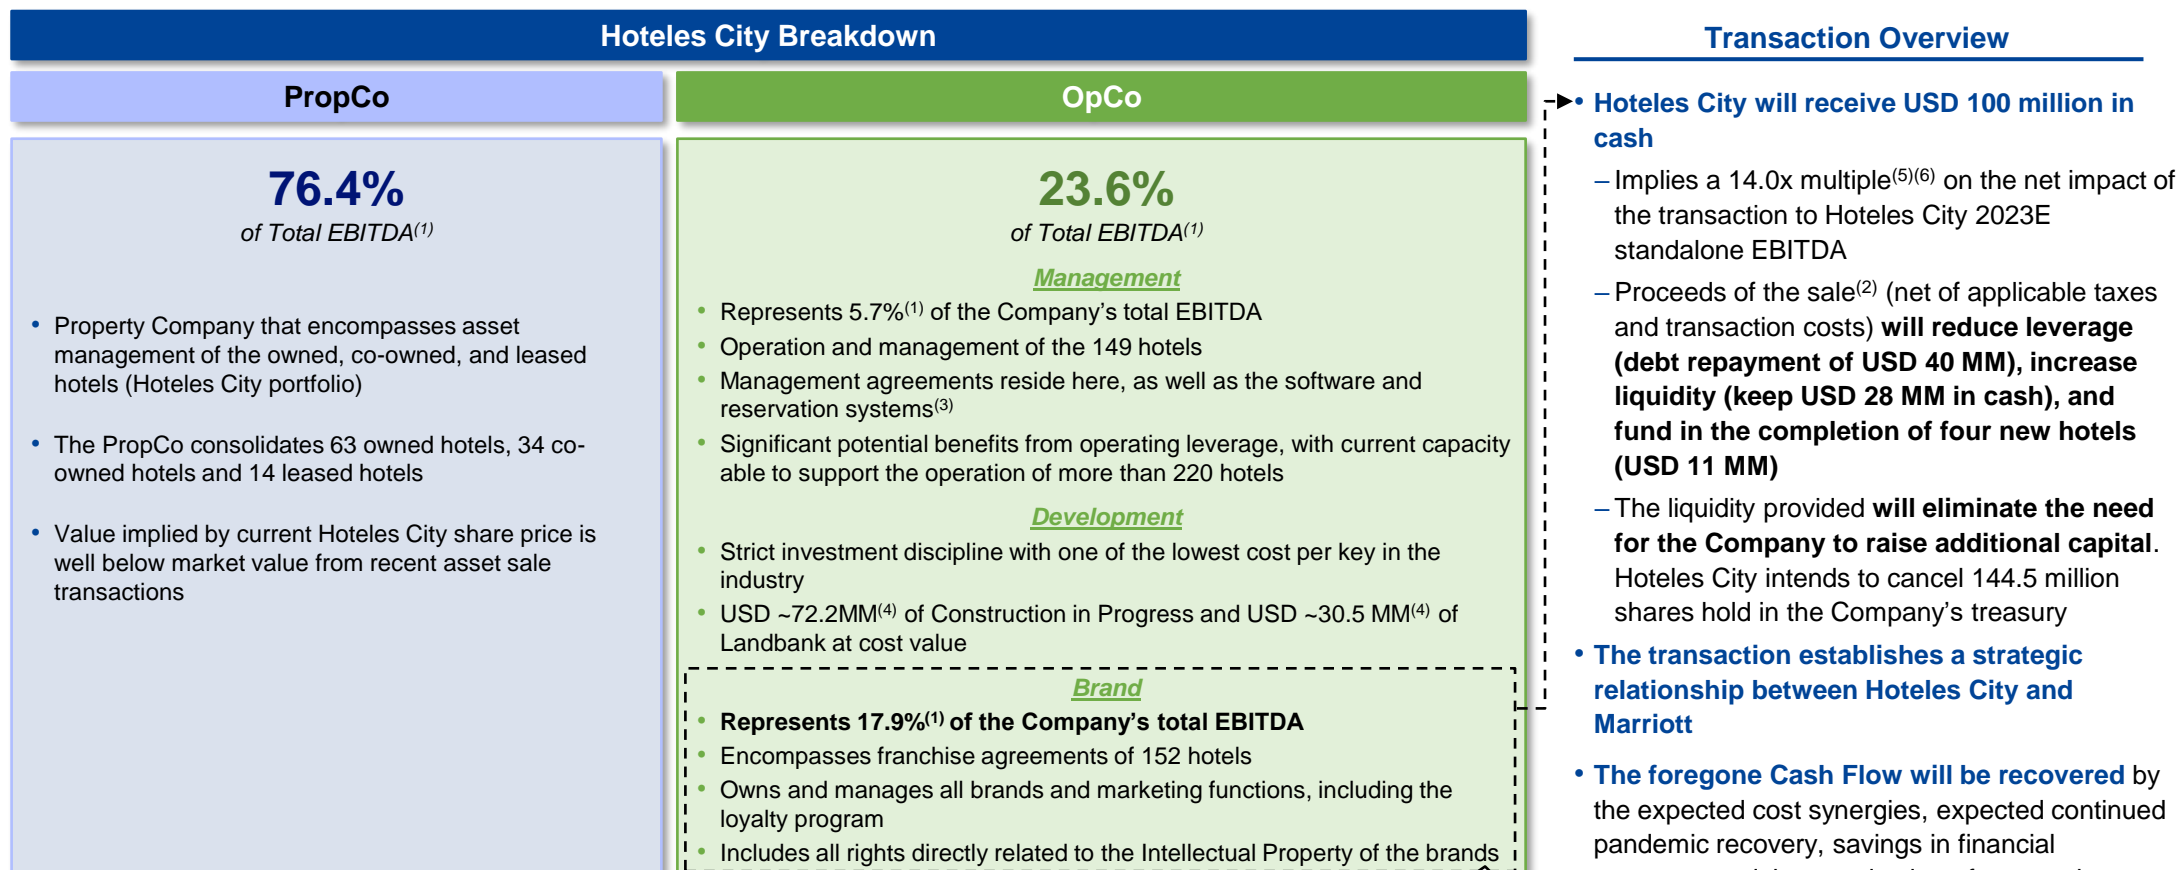 Hoteles City Breakdown
PropCo
76.4%
of Total EBITDA(1)
• Property Company that encompasses asset
management of the owned, co-owned, and leased
hotels (Hoteles City portfolio)
• The PropCo consolidates 63 owned hotels, 34 co-
owned hotels and 14 leased hotels
• Value implied by current Hoteles City share price is
well below market value from recent asset sale
transactions
OpCo
23.6%
of Total EBITDA(1)
Management
• Represents 5.7%(1) of the Company's total EBITDA
• Operation and management of the 149 hotels
• Management agreements reside here, as well as the software and
reservation systems(3)
• Significant potential benefits from operating leverage, with current capacity
able to support the operation of more than 220 hotels
Development
• Strict investment discipline with one of the lowest cost per key in the
industry
• USD ~72.2MM(4) of Construction in Progress and USD ~30.5 MM(4) of
Landbank at cost value
Brand
• Represents 17.9%(1) of the Company's total EBITDA
• Encompasses franchise agreements of 152 hotels
• Owns and manages all brands and marketing functions, including the
loyalty program
• Includes all rights directly related to the Intellectual Property of the brands
Transaction Overview
• Hoteles City will receive USD 100 million in
cash
– Implies a 14.0x multiple(5)(6) on the net impact of
the transaction to Hoteles City 2023E
standalone EBITDA
– Proceeds of the sale(2) (net of applicable taxes
and transaction costs) will reduce leverage
(debt repayment of USD 40 MM), increase
liquidity (keep USD 28 MM in cash), and
fund in the completion of four new hotels
(USD 11 MM)
– The liquidity provided will eliminate the need
for the Company to raise additional capital.
Hoteles City intends to cancel 144.5 million
shares hold in the Company's treasury
• The transaction establishes a strategic
relationship between Hoteles City and
Marriott
• The foregone Cash Flow will be recovered by
the expected cost synergies, expected continued
pandemic recovery, savings in financial